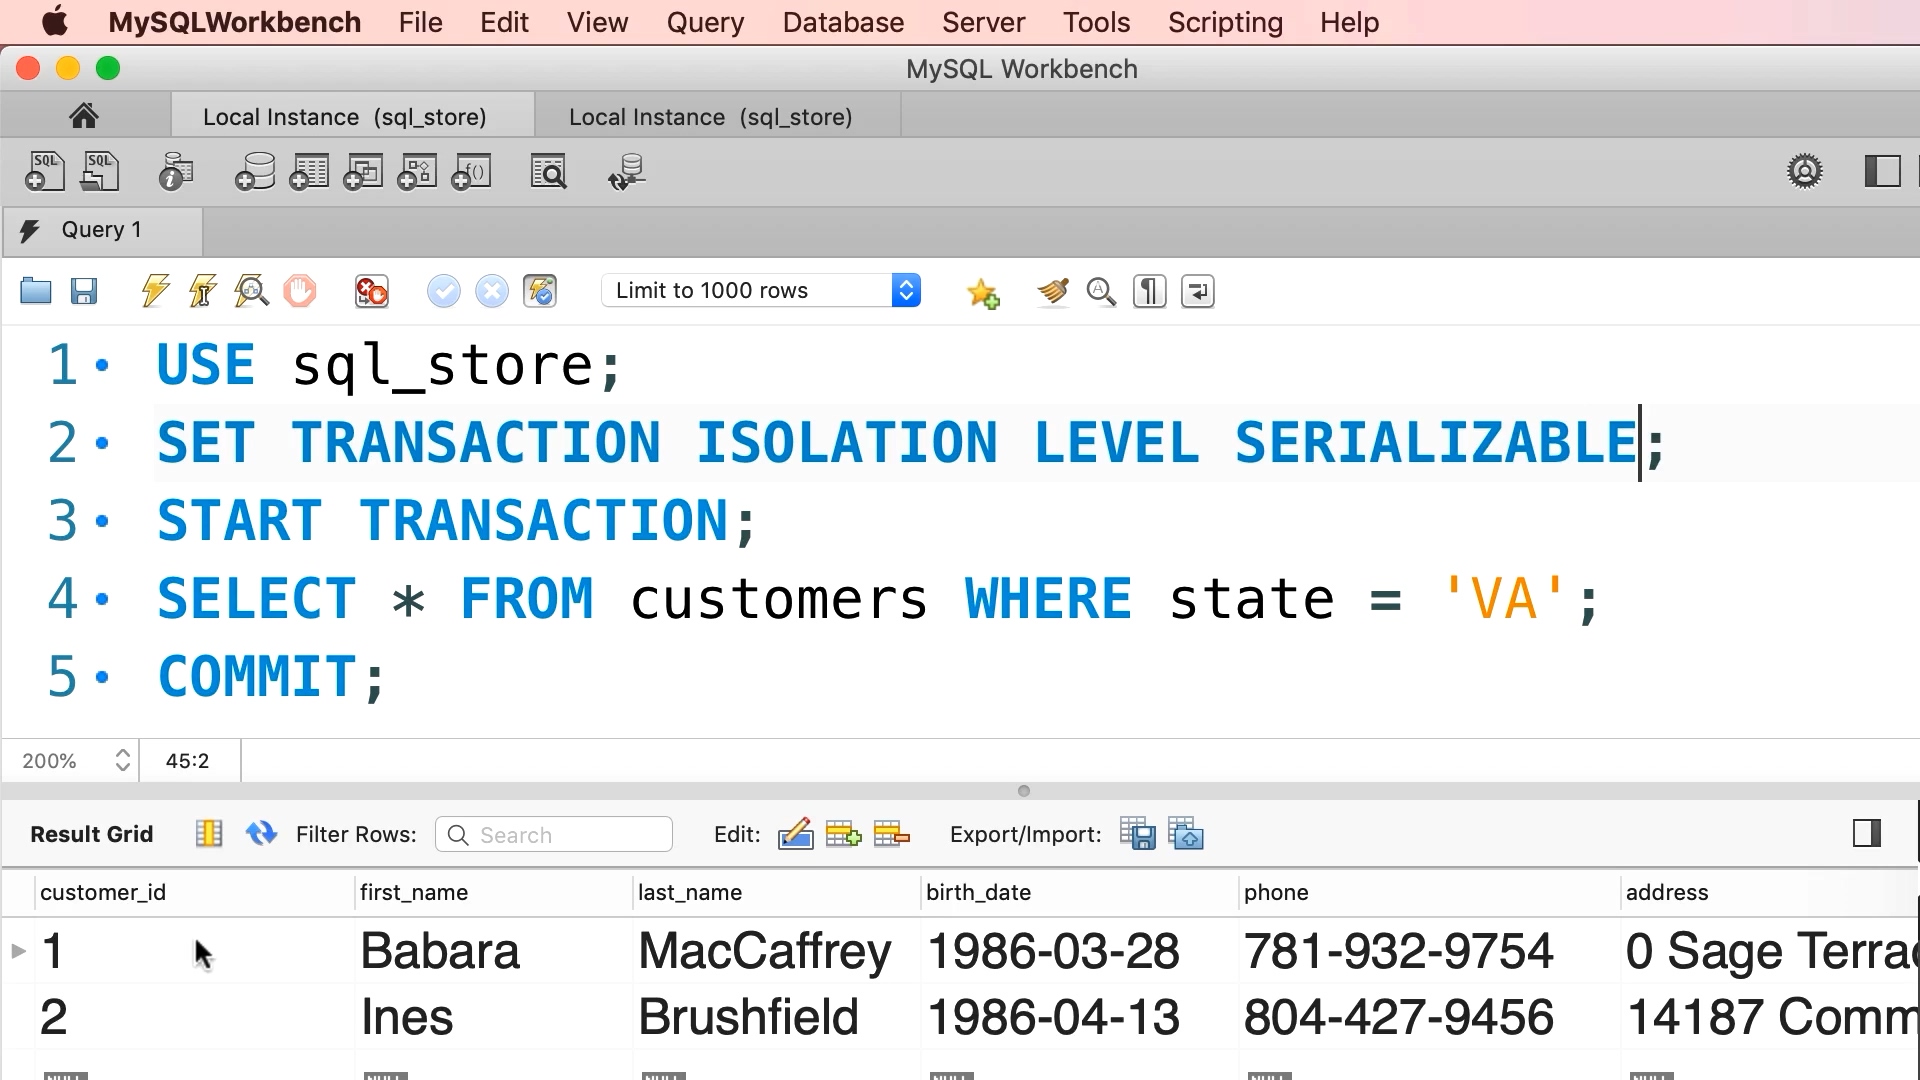 MySQLWorkbench File Edit View Query Database Server Tools Scripting Help
MySQL Workbench
Local Instance (sql_store) Local Instance (sql_store)
SQL SQL
Query 1
Limit to 1000 rows
1 USE sql_store;
2 SET TRANSACTION ISOLATION LEVEL SERIALIZABLE;
3 START TRANSACTION;
4 SELECT * FROM customers WHERE state = 'VA';
5 COMMIT;
200% 45:2
Result Grid Filter Rows: Search Edit: Export/Import:
customer_id first_name last_name birth_date phone address
1 Babara MacCaffrey 1986-03-28 781-932-9754 0 Sage Terrac
2 Ines Brushfield 1986-04-13 804-427-9456 14187 Comm
NULL NULL NULL NULL NULL NULL